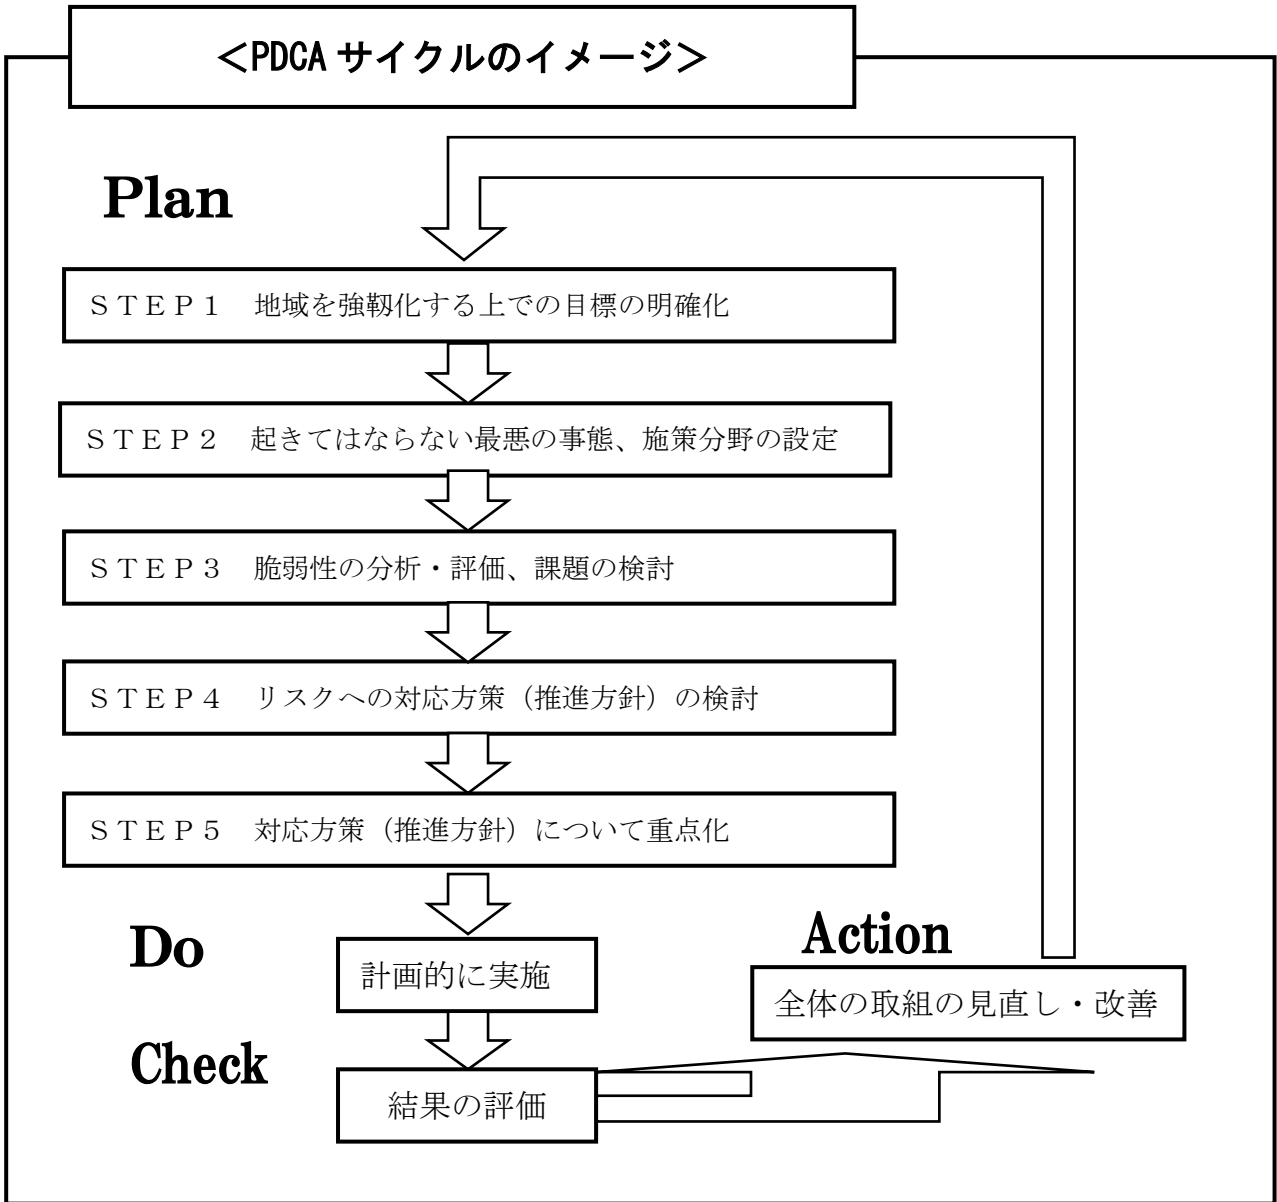 ＜PDCA サイクルのイメージ＞
Plan
ＳＴＥＰ１　地域を強靱化する上での目標の明確化
ＳＴＥＰ２　起きてはならない最悪の事態、施策分野の設定
ＳＴＥＰ３　脆弱性の分析・評価、課題の検討
ＳＴＥＰ４　リスクへの対応方策（推進方針）の検討
ＳＴＥＰ５　対応方策（推進方針）について重点化
Do
計画的に実施
Check
結果の評価
Action
全体の取組の見直し・改善